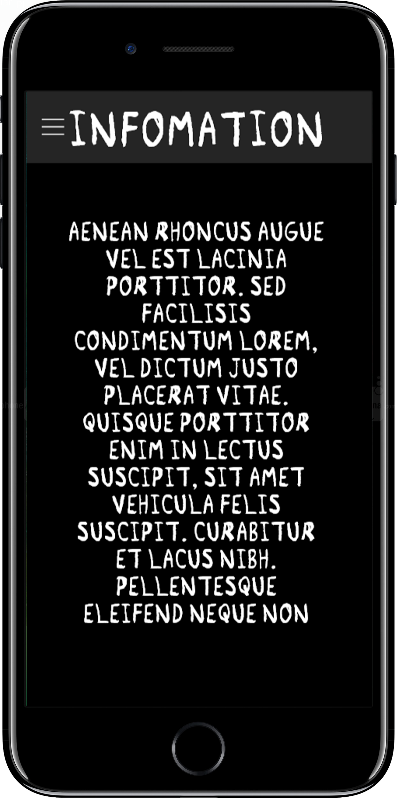 INFOMATION
AENEAN RHONCUS AUGUE
VEL EST LACINIA
PORTTITOR. SED
FACILISIS
CONDIMENTUM LOREM,
VEL DICTUM JUSTO
PLACERAT VITAE.
QUISQUE PORTTITOR
ENIM IN LECTUS
SUSCIPIT, SIT AMET
VEHICULA FELIS
SUSCIPIT. CURABITUR
ET LACUS NIBH.
PELLENTESQUE
ELEIFEND NEQUE NON